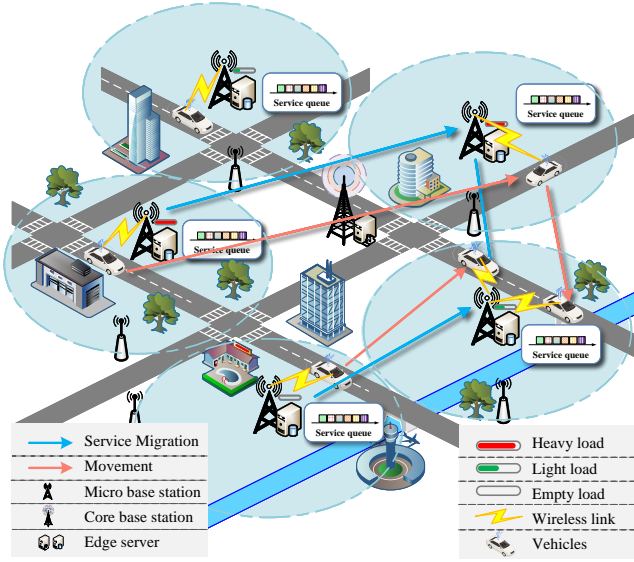 Service queue
Service queue
Service queue
Service queue
Service queue
Service Migration
Movement
Micro base station
Core base station
Edge server
Heavy load
Light load
Empty load
Wireless link
Vehicles